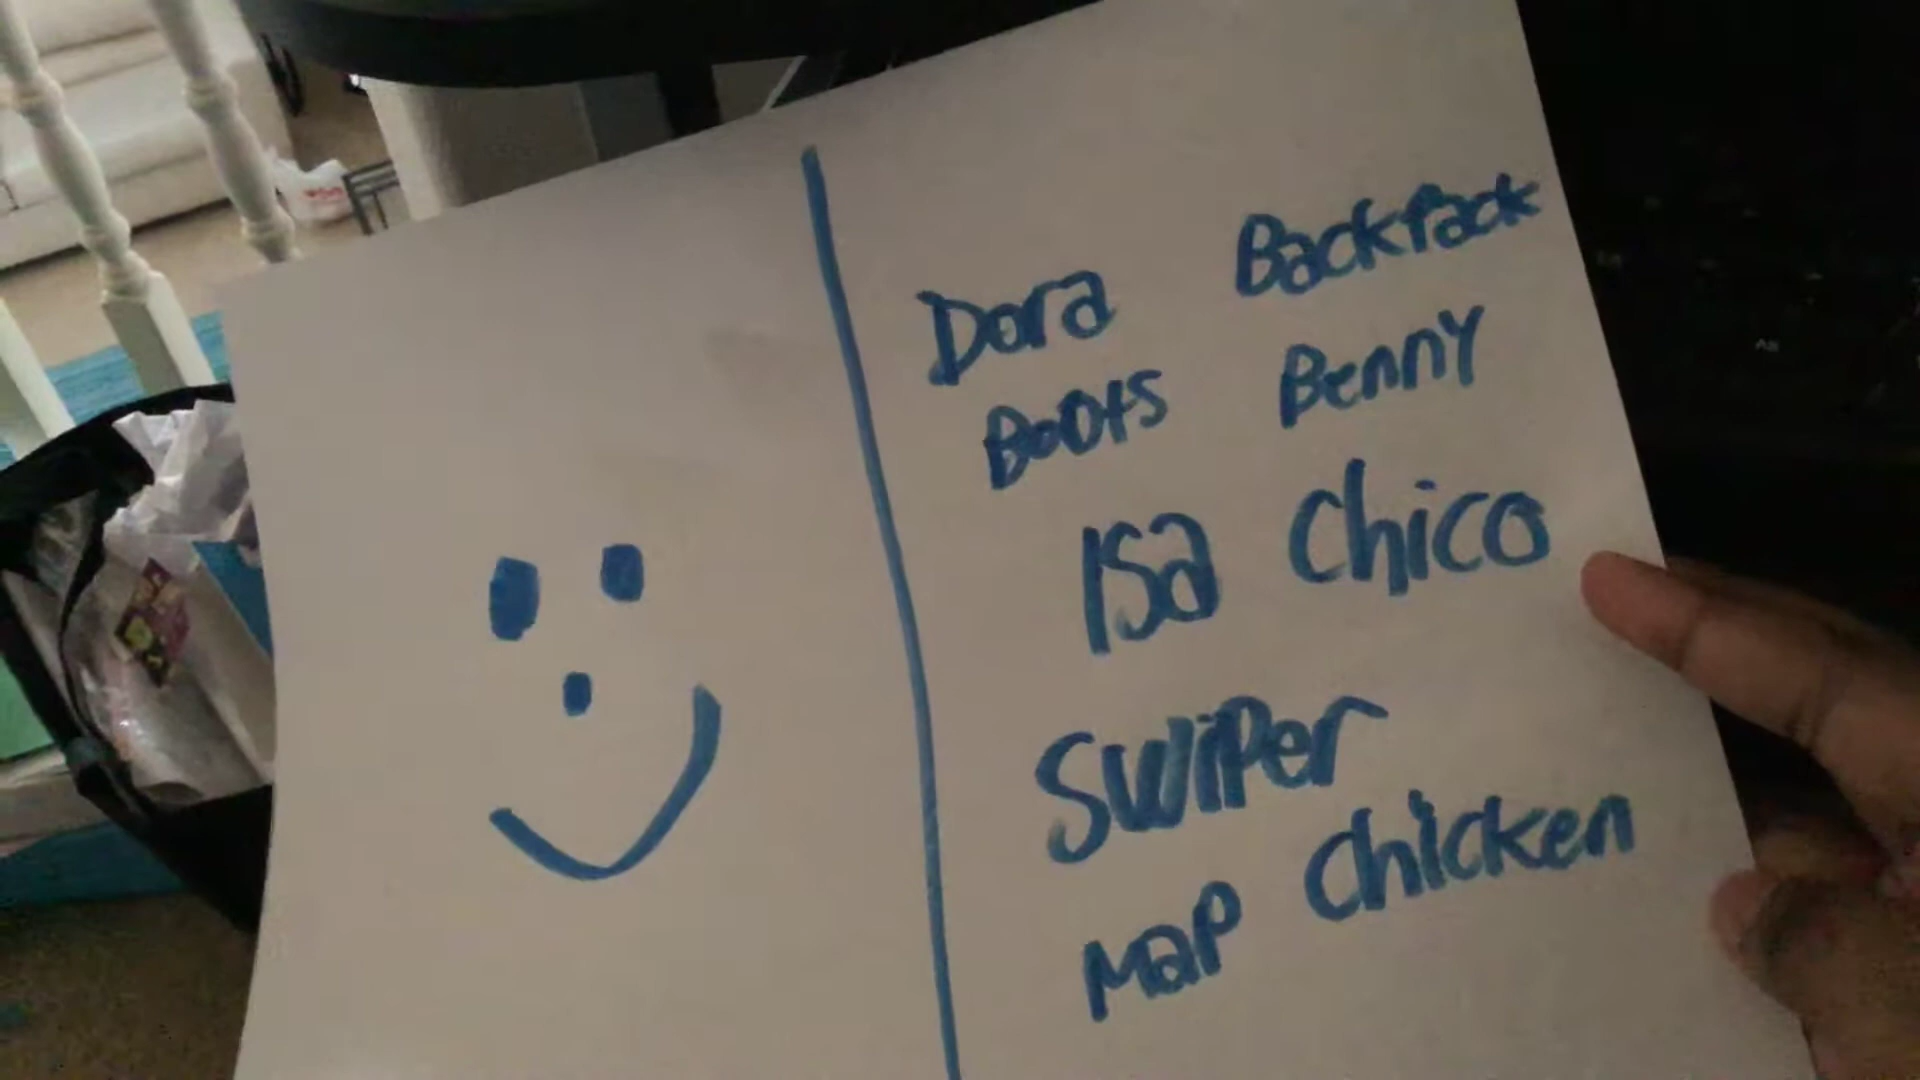 Dora Backpack
Boots Benny
Isa Chico
Swiper
Map Chicken